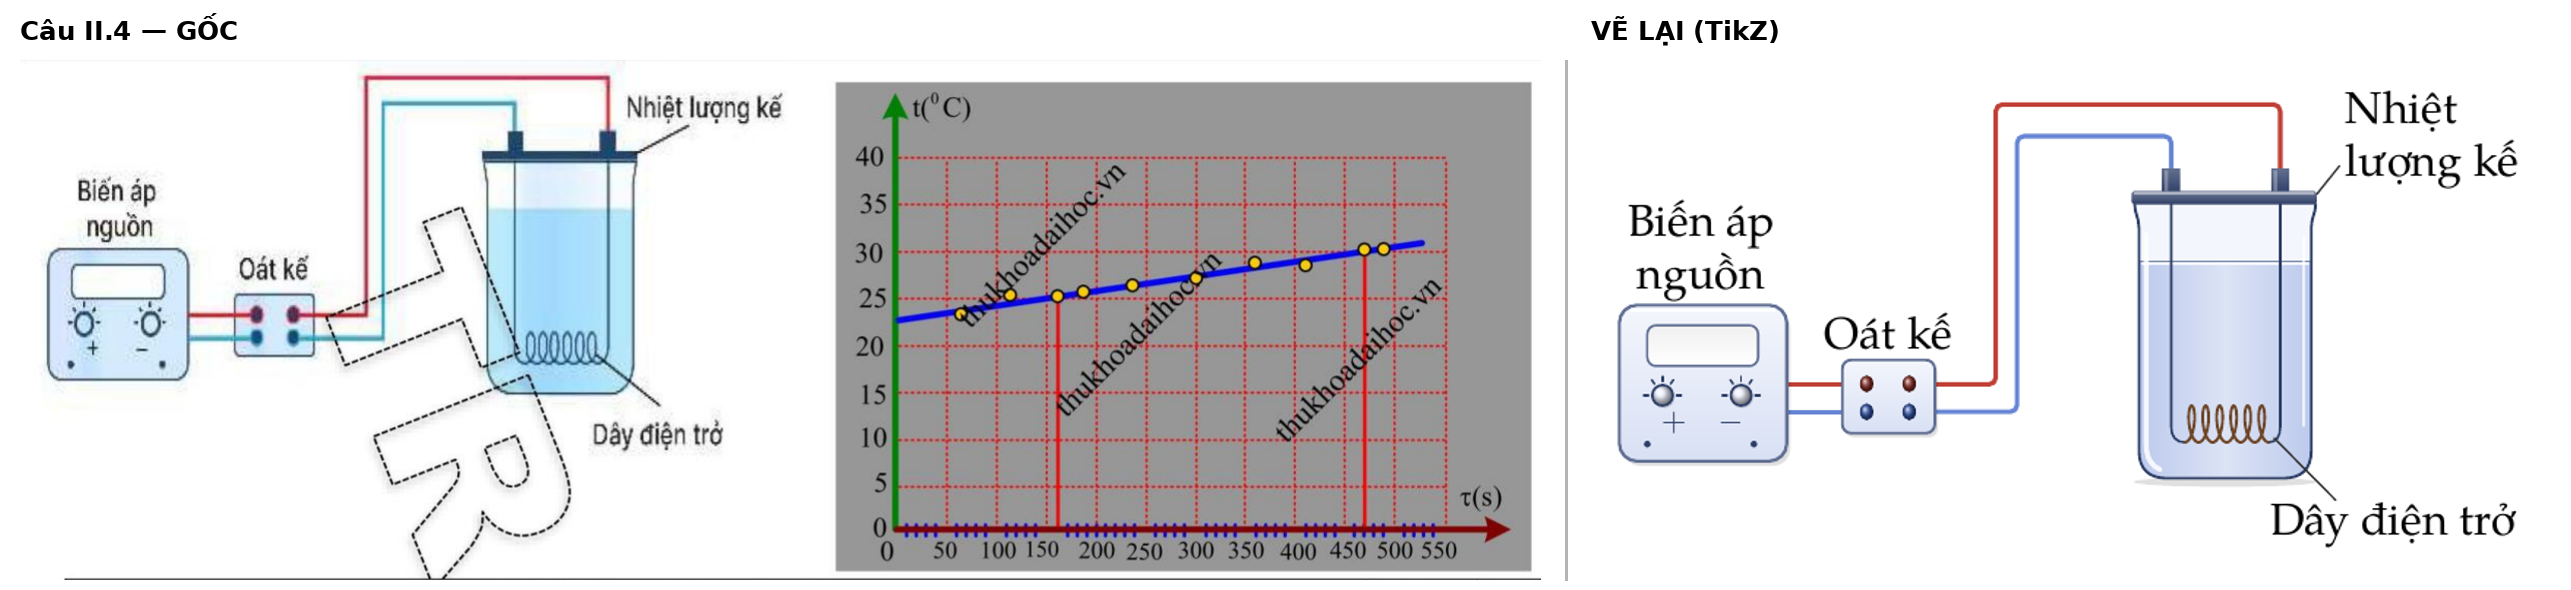 Câu II.4 — GỐC
Nhiệt lượng kế
Biến áp
nguồn
Oát kế
+
−
Dây điện trở
TR
t(⁰C)
40
35
30
25
20
15
10
5
0
τ(s)
0 50 100 150 200 250 300 350 400 450 500 550
thukhoadaihoc.vn
thukhoadaihoc.vn
thukhoadaihoc.vn
VẼ LẠI (TikZ)
Nhiệt
lượng kế
Biến áp
nguồn
Oát kế
+ −
Dây điện trở